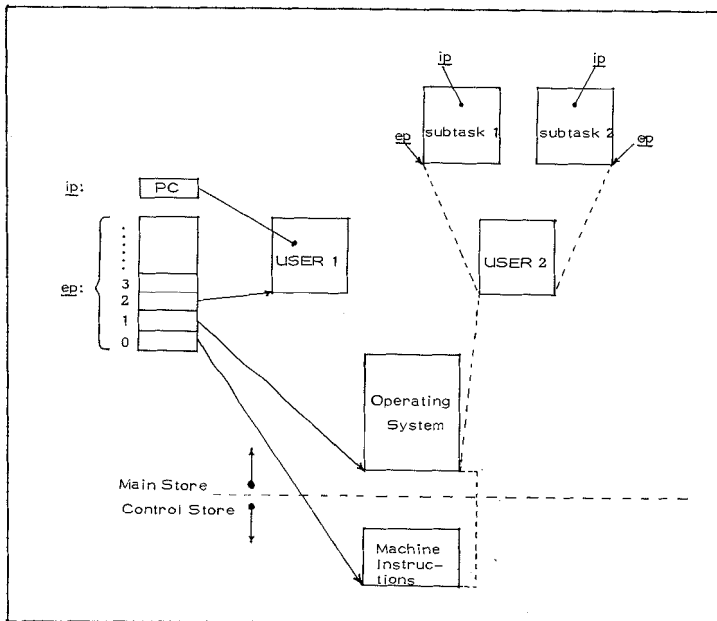 ip
ip
subtask 1
subtask 2
ep
ep
ip:
PC
USER 1
USER 2
ep:
3
2
1
0
Operating
System
Main Store
Control Store
Machine
Instruc-
tions